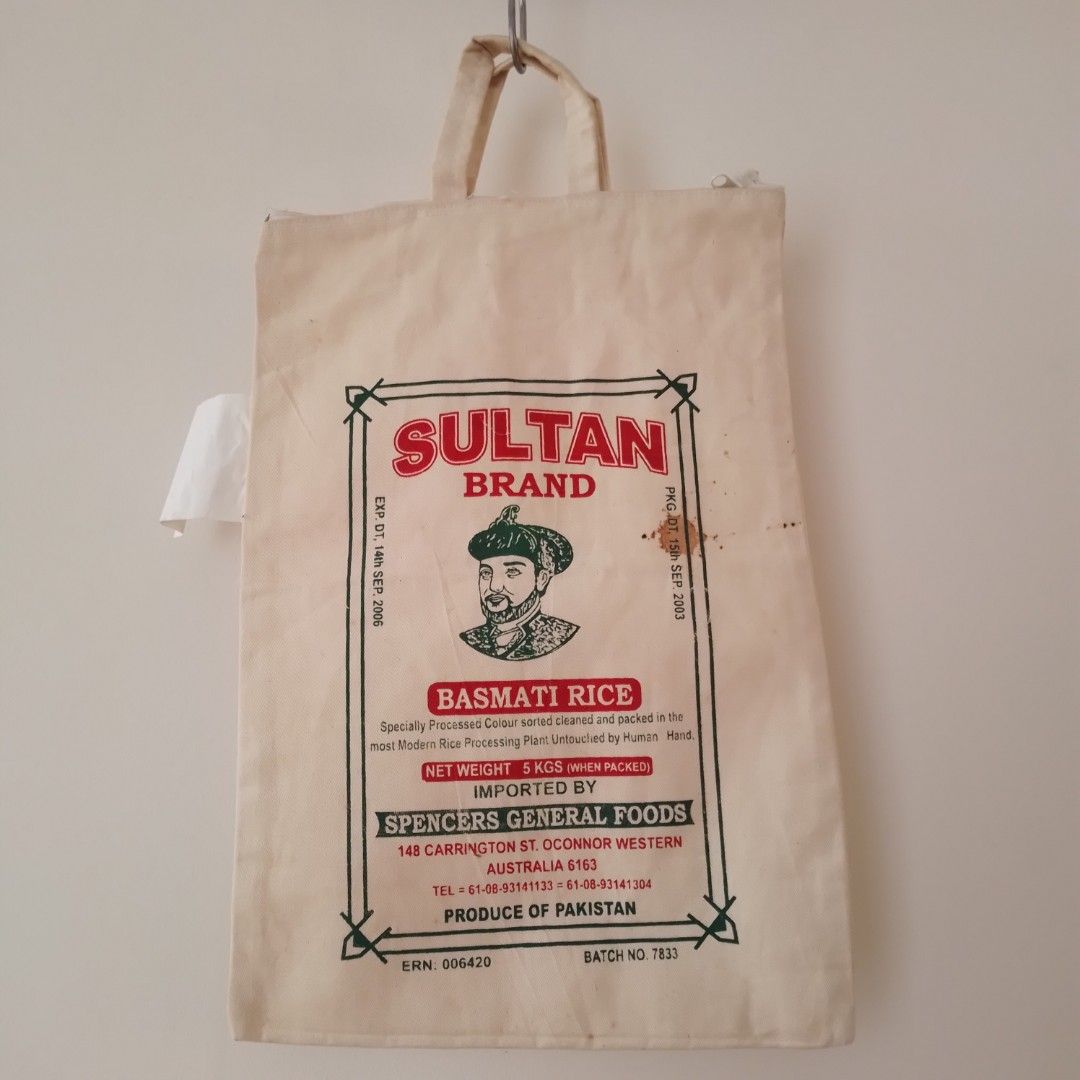 SULTAN
BRAND
EXP. DT, 14th SEP. 2006
PKG. DT. 15th SEP. 2003
BASMATI RICE
Specially Processed Colour sorted cleaned and packed in the
most Modern Rice Processing Plant Untouched by Human Hand.
NET WEIGHT 5 KGS (WHEN PACKED)
IMPORTED BY
SPENCERS GENERAL FOODS
148 CARRINGTON ST. OCONNOR WESTERN
AUSTRALIA 6163
TEL = 61-08-93141133 = 61-08-93141304
PRODUCE OF PAKISTAN
ERN: 006420
BATCH NO. 7833